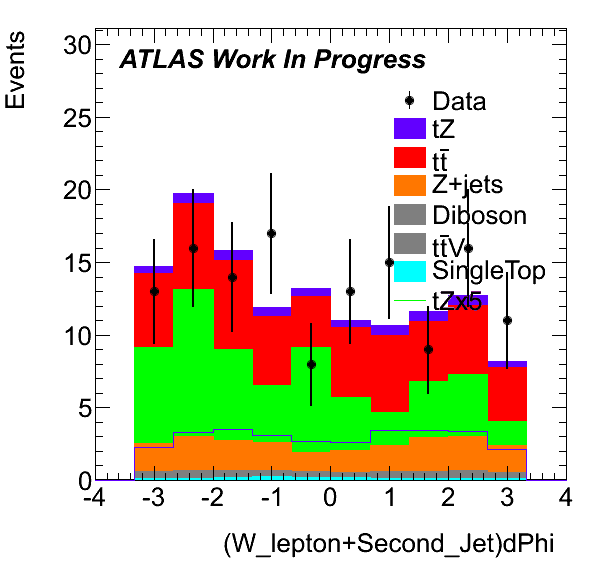 Events
ATLAS Work In Progress
Data
tZ
tt̄
Z+jets
Diboson
tt̄V
SingleTop
tZx5
30
25
20
15
10
5
0
-4 -3 -2 -1 0 1 2 3 4
(W_lepton+Second_Jet)dPhi